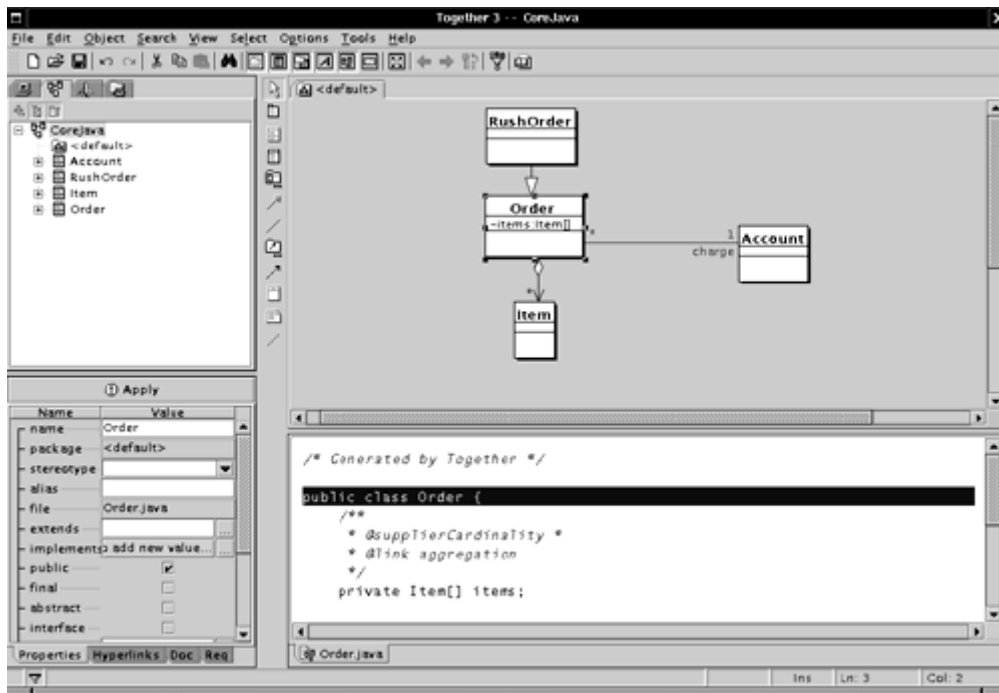 Together 3 -- CoreJava
File Edit Object Search View Select Options Tools Help
<default>
CoreJava
<default>
Account
RushOrder
Item
Order
RushOrder
Order
-items:Item[]
*
1
charge
Account
*
Item
Apply
Name Value
name Order
package <default>
stereotype
alias
file Order.java
extends ...
implements add new value... ...
public
final
abstract
interface
Properties Hyperlinks Doc Req
/* Generated by Together */
public class Order {
/**
* @supplierCardinality *
* @link aggregation
*/
private Item[] items;
Order.java
Ins Ln: 3 Col: 2